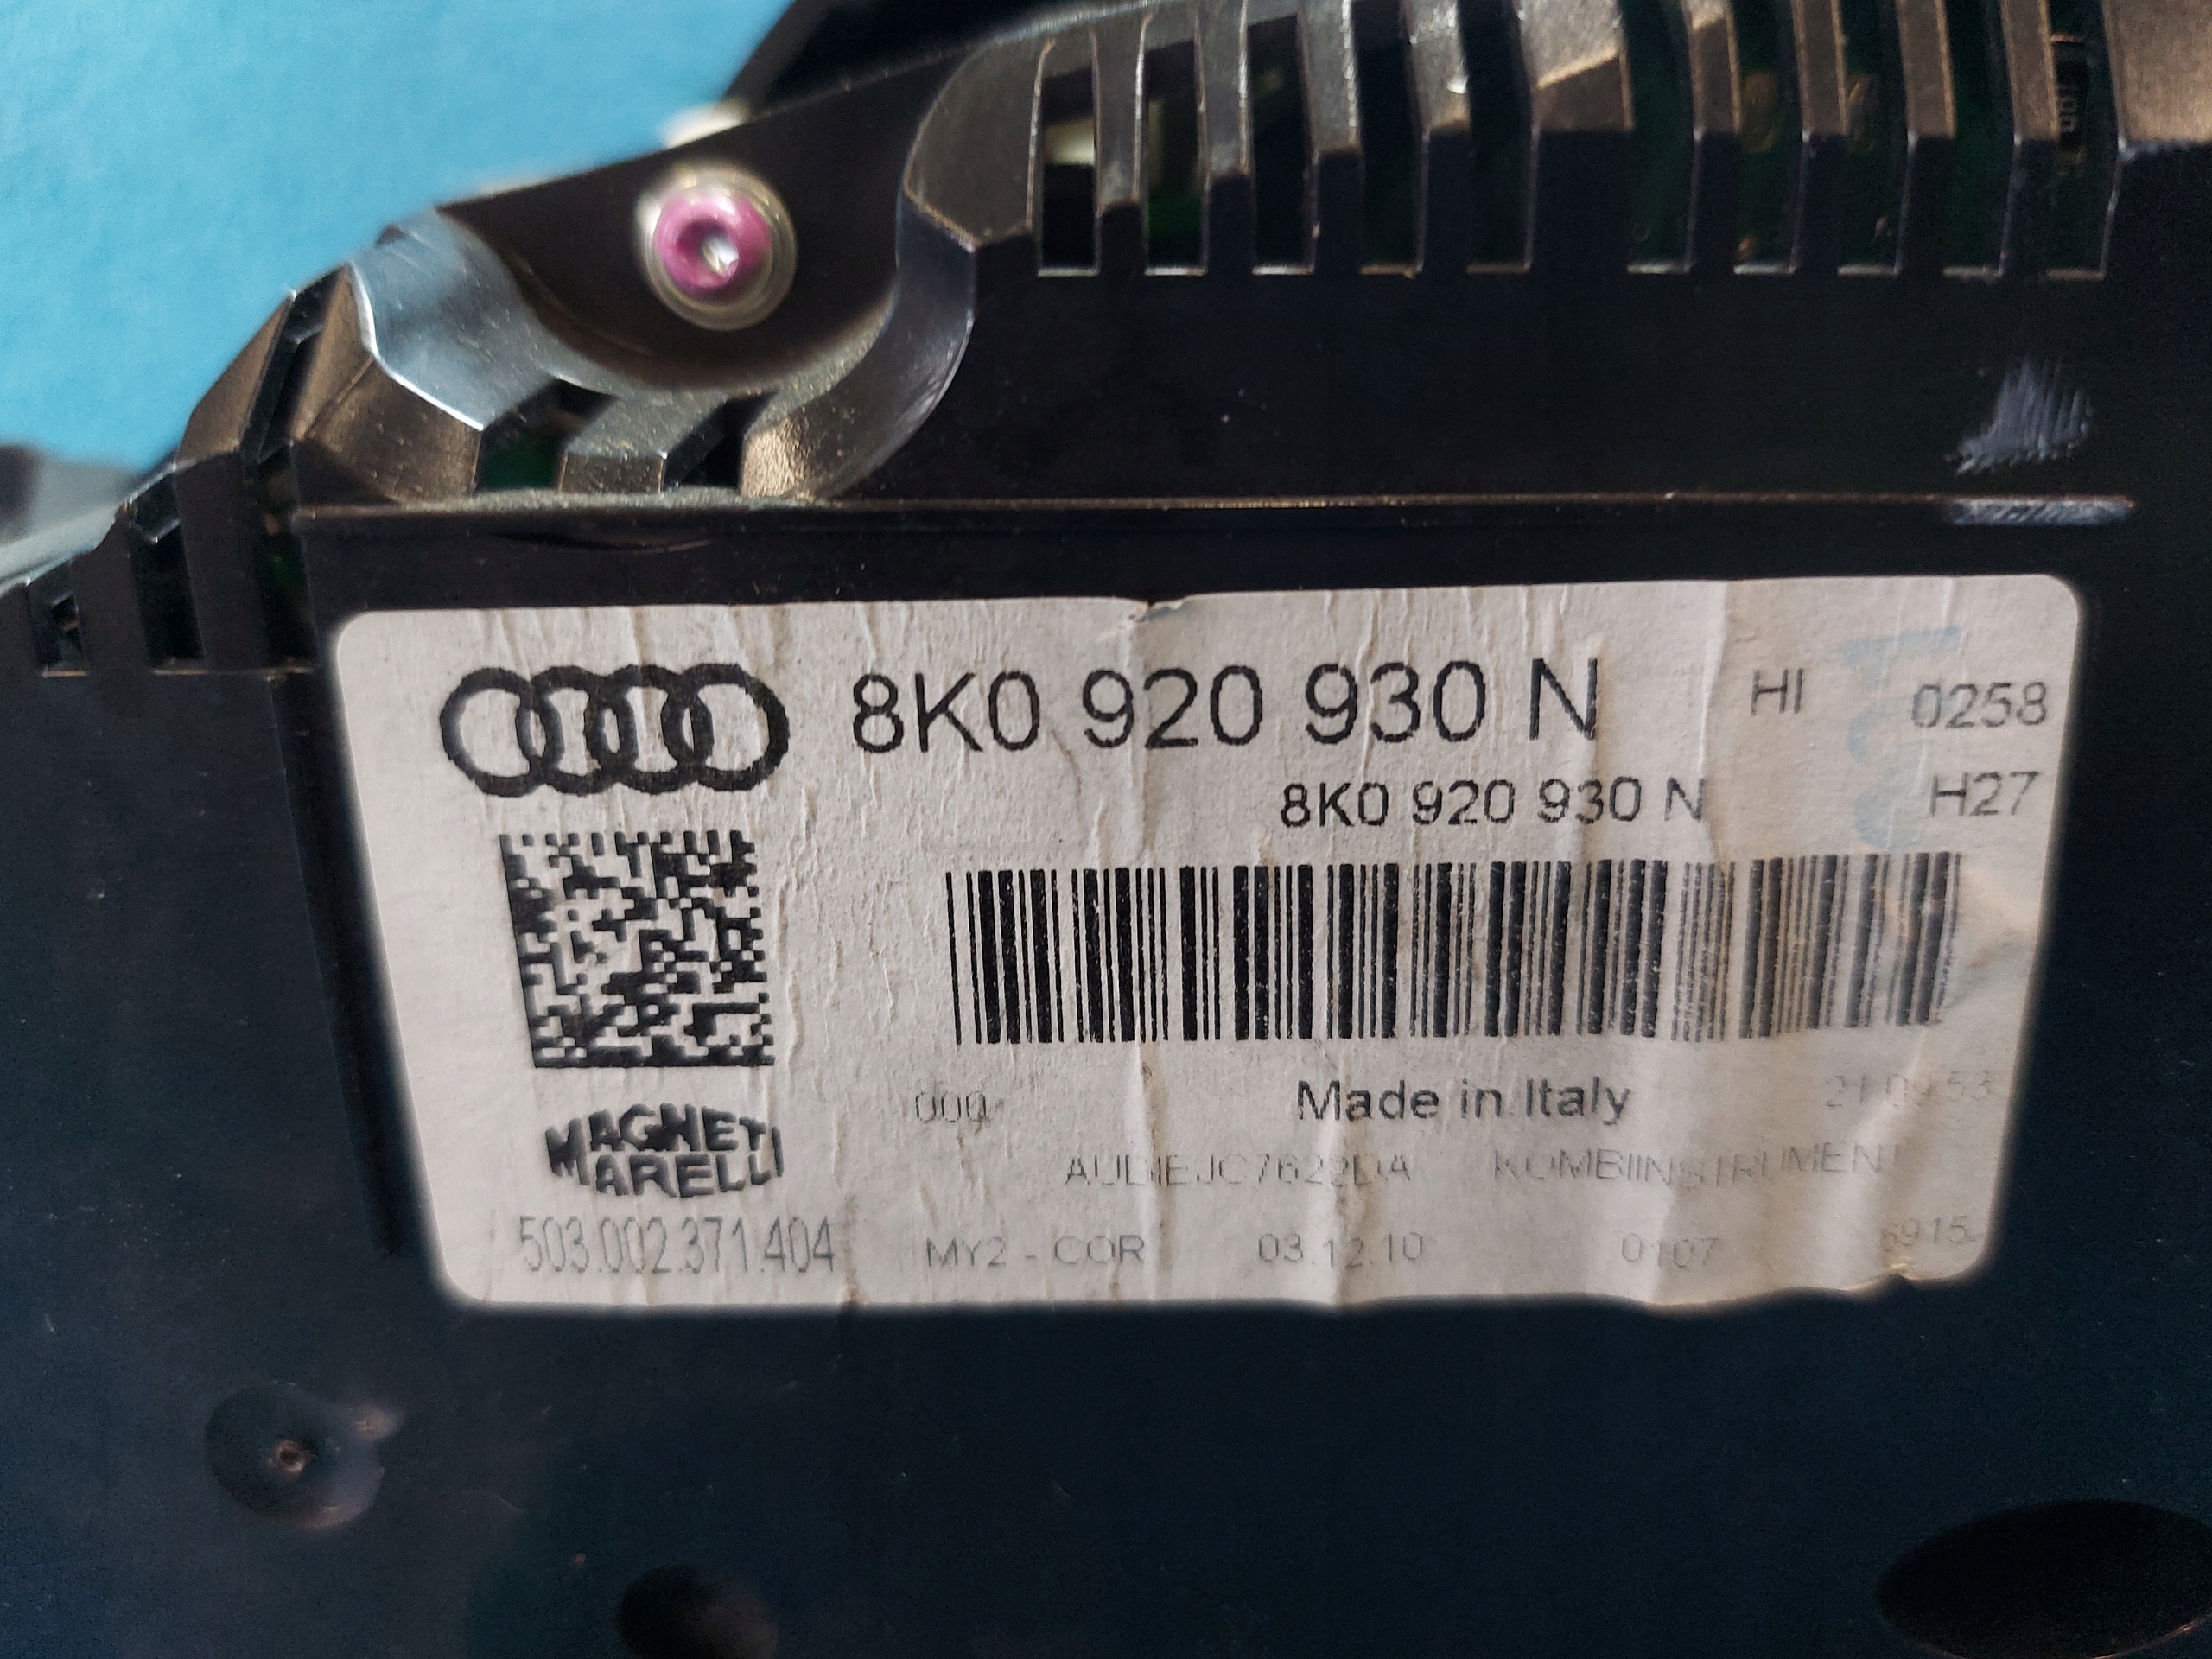 8K0 920 930 N HI 0258
8K0 920 930 N H27
000 Made in Italy
MAGNETI
MARELLI
KOMBIINSTRUMENT
503.002.371.404 MY2 - COR 03.12.10 0107